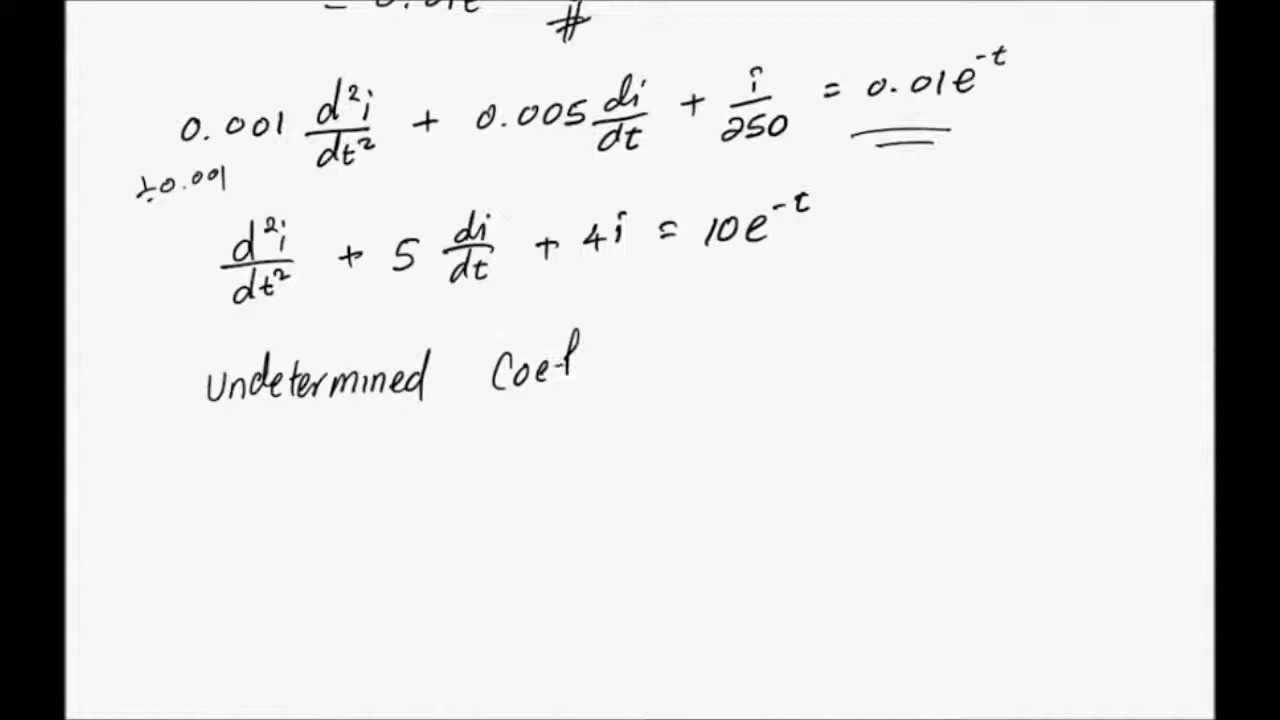 0.001 d²i/dt² + 0.005 di/dt + i/250 = 0.01e^-t
÷0.001
d²i/dt² + 5 di/dt + 4i = 10e^-t
Undetermined Coef